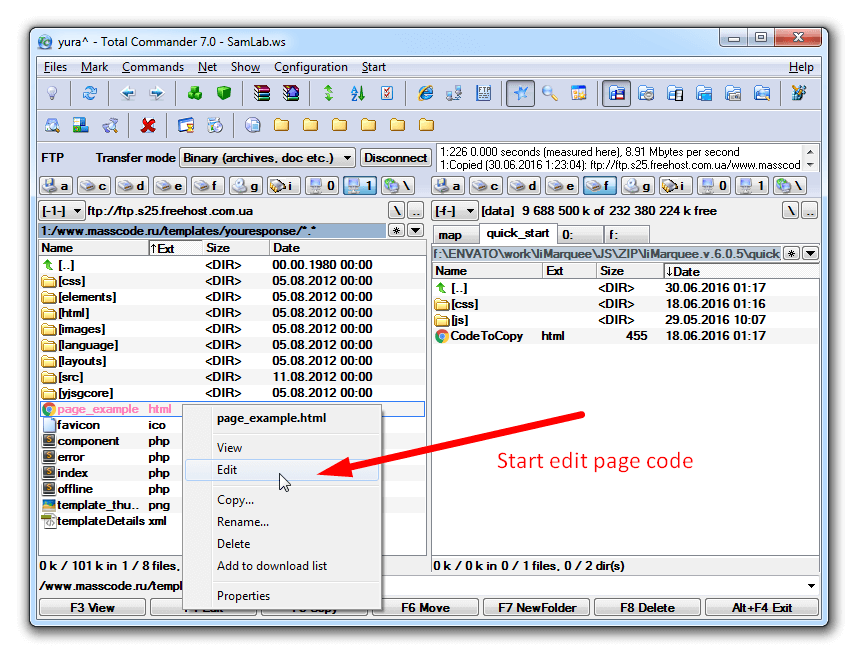 yura^ - Total Commander 7.0 - SamLab.ws
Files Mark Commands Net Show Configuration Start Help
FTP Transfer mode Binary (archives, doc etc.) Disconnect
1:226 0.000 seconds (measured here), 8.91 Mbytes per second
1:Copied (30.06.2016 1:23:04): ftp://ftp.s25.freehost.com.ua/www.masscod
a c d e f g i 0 1 \
a c d e f g i 0 1 \
[-1-] ftp://ftp.s25.freehost.com.ua \ ..
[-f-] [data] 9 688 500 k of 232 380 224 k free \ ..
map quick_start 0: f:
1:/www.masscode.ru/templates/youresponse/*.* *
f:\ENVATO\work\liMarquee\JS\ZIP\liMarquee.v.6.0.5\quick *
Name ↑Ext Size Date
[..] <DIR> 00.00.1980 00:00
[css] <DIR> 05.08.2012 00:00
[elements] <DIR> 05.08.2012 00:00
[html] <DIR> 05.08.2012 00:00
[images] <DIR> 05.08.2012 00:00
[language] <DIR> 05.08.2012 00:00
[layouts] <DIR> 05.08.2012 00:00
[src] <DIR> 11.08.2012 00:00
[yjsgcore] <DIR> 05.08.2012 00:00
page_example html
favicon ico
component php
error php
index php
offline php
template_thu.. png
templateDetails xml
Name Ext Size ↓Date
[..] <DIR> 30.06.2016 01:17
[css] <DIR> 18.06.2016 01:16
[js] <DIR> 29.05.2016 10:07
CodeToCopy html 455 18.06.2016 01:17
page_example.html
View
Edit
Copy...
Rename...
Delete
Add to download list
Properties
Start edit page code
0 k / 101 k in 1 / 8 files,
0 k / 0 k in 0 / 1 files, 0 / 2 dir(s)
/www.masscode.ru/templ
F3 View F6 Move F7 NewFolder F8 Delete Alt+F4 Exit